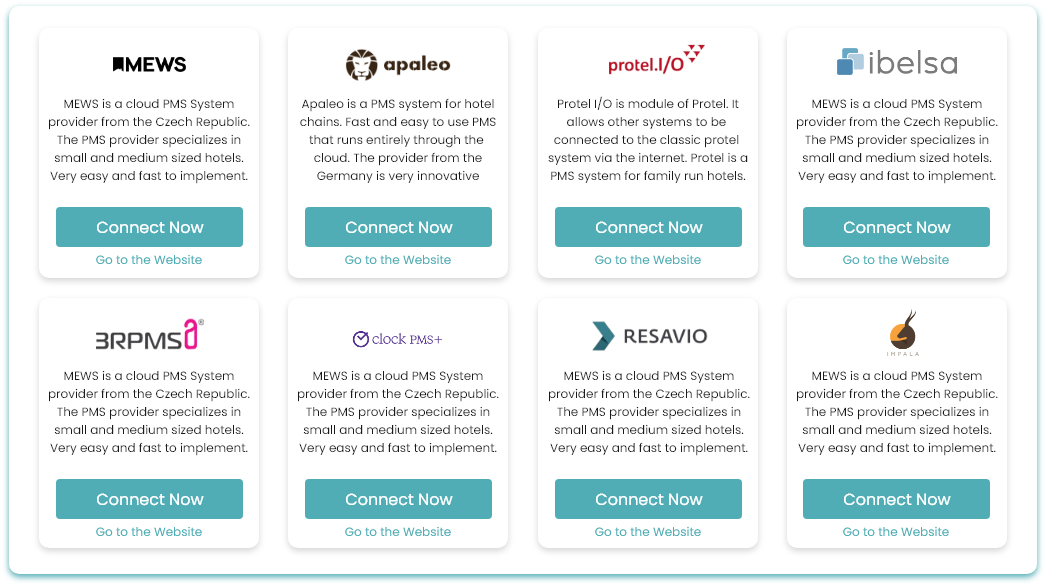 MEWS
MEWS is a cloud PMS System
provider from the Czech Republic.
The PMS provider specializes in
small and medium sized hotels.
Very easy and fast to implement.
Connect Now
Go to the Website
apaleo
Apaleo is a PMS system for hotel
chains. Fast and easy to use PMS
that runs entirely through the
cloud. The provider from the
Germany is very innovative
Connect Now
Go to the Website
protel.I/O
Protel I/O is module of Protel. It
allows other systems to be
connected to the classic protel
system via the internet. Protel is a
PMS system for family run hotels.
Connect Now
Go to the Website
ibelsa
MEWS is a cloud PMS System
provider from the Czech Republic.
The PMS provider specializes in
small and medium sized hotels.
Very easy and fast to implement.
Connect Now
Go to the Website
3RPMS a®
MEWS is a cloud PMS System
provider from the Czech Republic.
The PMS provider specializes in
small and medium sized hotels.
Very easy and fast to implement.
Connect Now
Go to the Website
clock PMS+
MEWS is a cloud PMS System
provider from the Czech Republic.
The PMS provider specializes in
small and medium sized hotels.
Very easy and fast to implement.
Connect Now
Go to the Website
RESAVIO
MEWS is a cloud PMS System
provider from the Czech Republic.
The PMS provider specializes in
small and medium sized hotels.
Very easy and fast to implement.
Connect Now
Go to the Website
IMPALA
MEWS is a cloud PMS System
provider from the Czech Republic.
The PMS provider specializes in
small and medium sized hotels.
Very easy and fast to implement.
Connect Now
Go to the Website